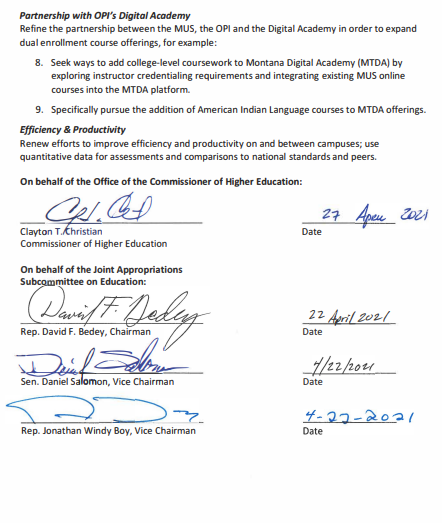 Partnership with OPI's Digital Academy
Refine the partnership between the MUS, the OPI and the Digital Academy in order to expand
dual enrollment course offerings, for example:
8. Seek ways to add college-level coursework to Montana Digital Academy (MTDA) by
exploring instructor credentialing requirements and integrating existing MUS online
courses into the MTDA platform.
9. Specifically pursue the addition of American Indian Language courses to MTDA offerings.
Efficiency & Productivity
Renew efforts to improve efficiency and productivity on and between campuses; use
quantitative data for assessments and comparisons to national standards and peers.
On behalf of the Office of the Commissioner of Higher Education:
27 April 2021
Clayton T. Christian Date
Commissioner of Higher Education
On behalf of the Joint Appropriations
Subcommittee on Education:
David F. Bedey 22 April 2021
Rep. David F. Bedey, Chairman Date
Daniel Salomon 4/22/2021
Sen. Daniel Salomon, Vice Chairman Date
4-22-2021
Rep. Jonathan Windy Boy, Vice Chairman Date